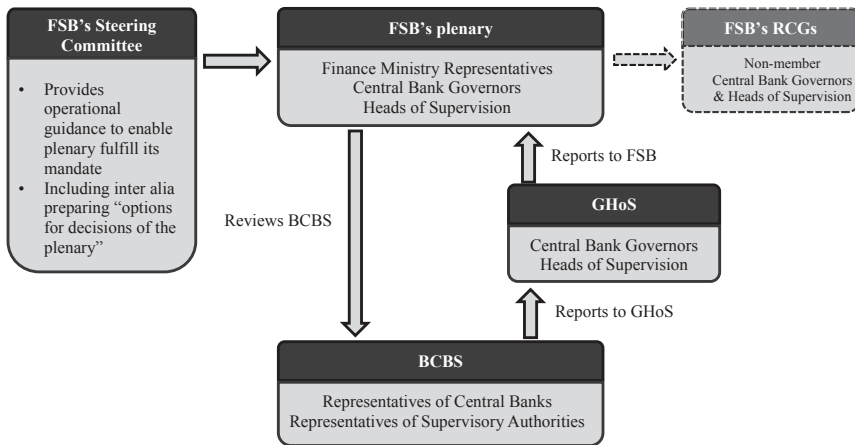 FSB's Steering
Committee
• Provides
operational
guidance to enable
plenary fulfill its
mandate
• Including inter alia
preparing “options
for decisions of the
plenary”
FSB's plenary
Finance Ministry Representatives
Central Bank Governors
Heads of Supervision
FSB's RCGs
Non-member
Central Bank Governors
& Heads of Supervision
Reviews BCBS
Reports to FSB
GHoS
Central Bank Governors
Heads of Supervision
Reports to GHoS
BCBS
Representatives of Central Banks
Representatives of Supervisory Authorities